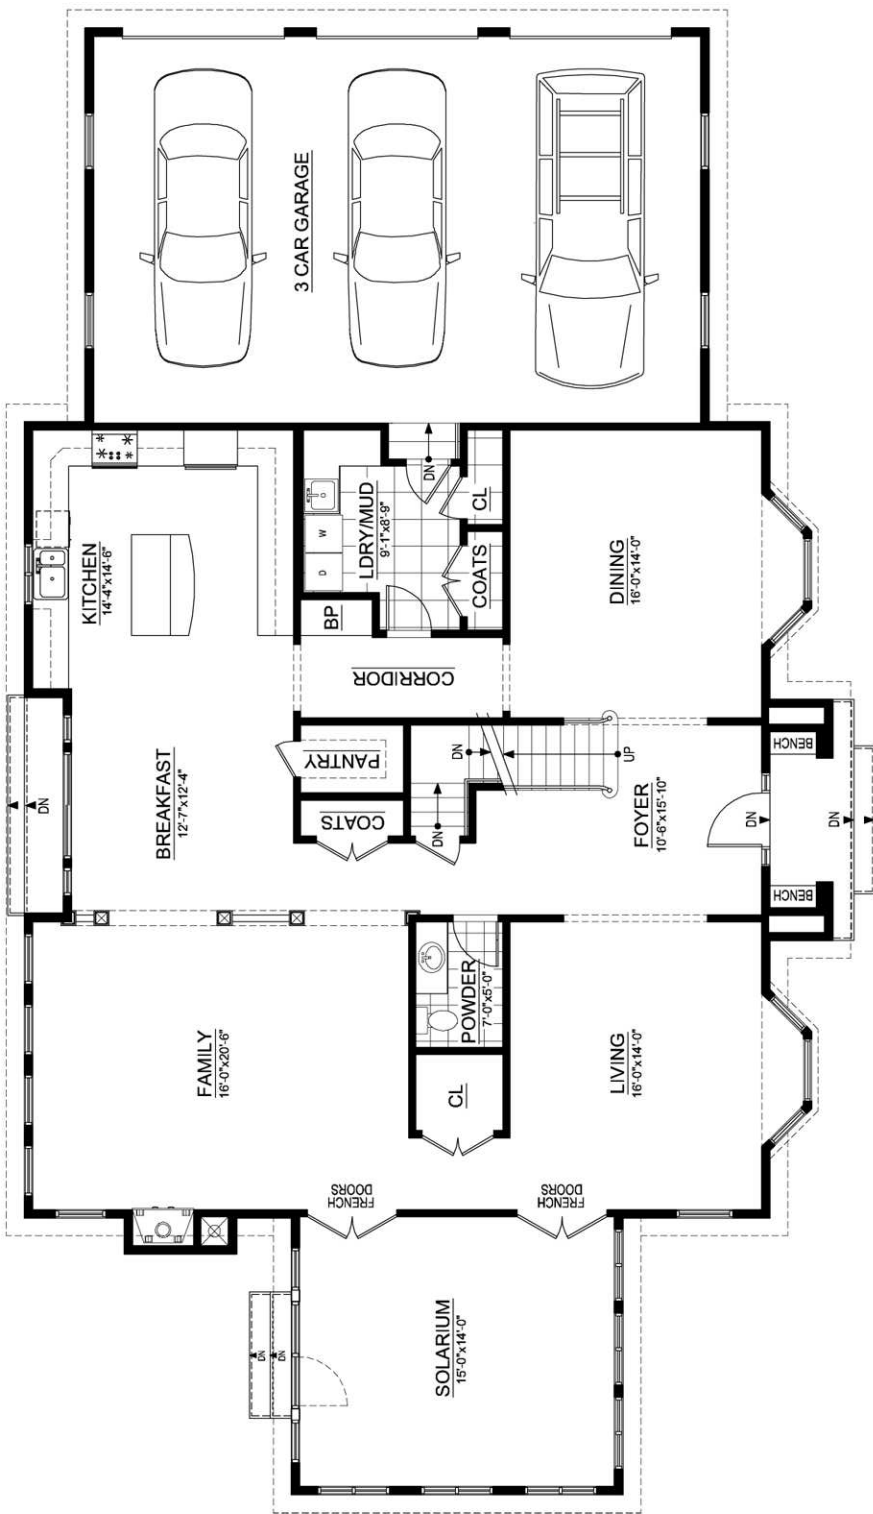 3 CAR GARAGE
KITCHEN
14'-4"x14'-6"
LDRY/MUD
9'-1"x8'-9"
W
D
DN
CL
COATS
BP
DINING
16'-0"x14'-0"
CORRIDOR
PANTRY
COATS
DN
DN
UP
BREAKFAST
12'-7"x12'-4"
DN
FOYER
10'-6"x15'-10"
BENCH
DN
DN
BENCH
FAMILY
16'-0"x20'-6"
POWDER
7'-0"x5'-0"
CL
LIVING
16'-0"x14'-0"
FRENCH
DOORS
FRENCH
DOORS
SOLARIUM
15'-0"x14'-0"
DN
DN